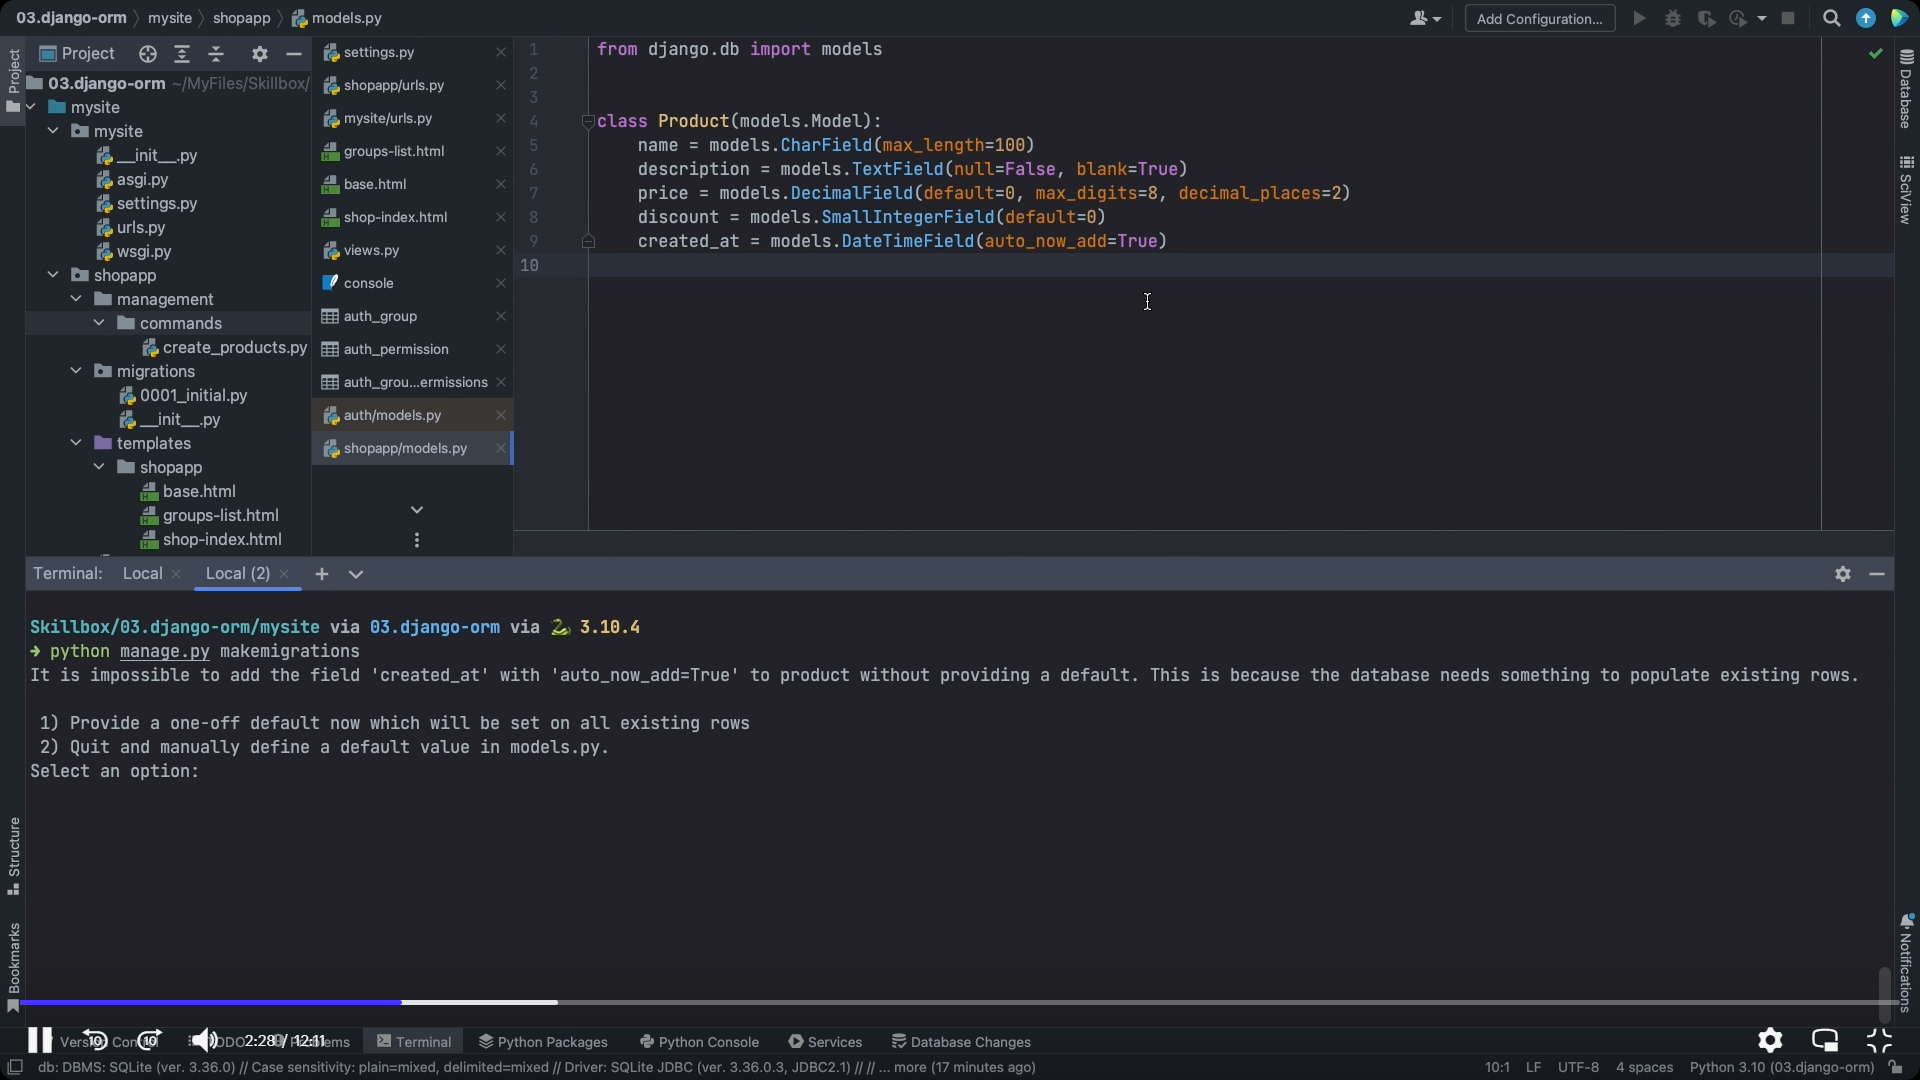 03.django-orm mysite shopapp models.py
Add Configuration...
Project
Project
03.django-orm ~/MyFiles/Skillbox/
mysite
mysite
__init__.py
asgi.py
settings.py
urls.py
wsgi.py
shopapp
management
commands
create_products.py
migrations
0001_initial.py
__init__.py
templates
shopapp
base.html
groups-list.html
shop-index.html
settings.py
shopapp/urls.py
mysite/urls.py
groups-list.html
base.html
shop-index.html
views.py
console
auth_group
auth_permission
auth_grou...ermissions
auth/models.py
shopapp/models.py
1 from django.db import models
2
3
4 class Product(models.Model):
5 name = models.CharField(max_length=100)
6 description = models.TextField(null=False, blank=True)
7 price = models.DecimalField(default=0, max_digits=8, decimal_places=2)
8 discount = models.SmallIntegerField(default=0)
9 created_at = models.DateTimeField(auto_now_add=True)
10
Database
SciView
Notifications
Terminal: Local Local (2)
Skillbox/03.django-orm/mysite via 03.django-orm via 3.10.4
→ python manage.py makemigrations
It is impossible to add the field 'created_at' with 'auto_now_add=True' to product without providing a default. This is because the database needs something to populate existing rows.
1) Provide a one-off default now which will be set on all existing rows
2) Quit and manually define a default value in models.py.
Select an option:
Structure
Bookmarks
10 10 2:28 / 12:11
Terminal Python Packages Python Console Services Database Changes
db: DBMS: SQLite (ver. 3.36.0) // Case sensitivity: plain=mixed, delimited=mixed // Driver: SQLite JDBC (ver. 3.36.0.3, JDBC2.1) // // ... more (17 minutes ago)
10:1 LF UTF-8 4 spaces Python 3.10 (03.django-orm)